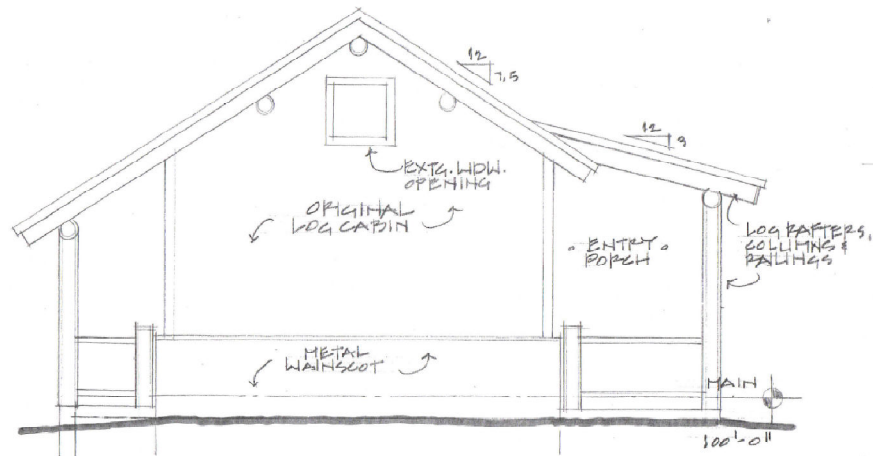 12
7,5
12
3
EXTG. WDW.
OPENING
ORIGINAL
LOG CABIN
ENTRY
PORCH
LOG RAFTERS,
COLUMNS &
RAILINGS
METAL
WAINSCOT
MAIN
100'-0"